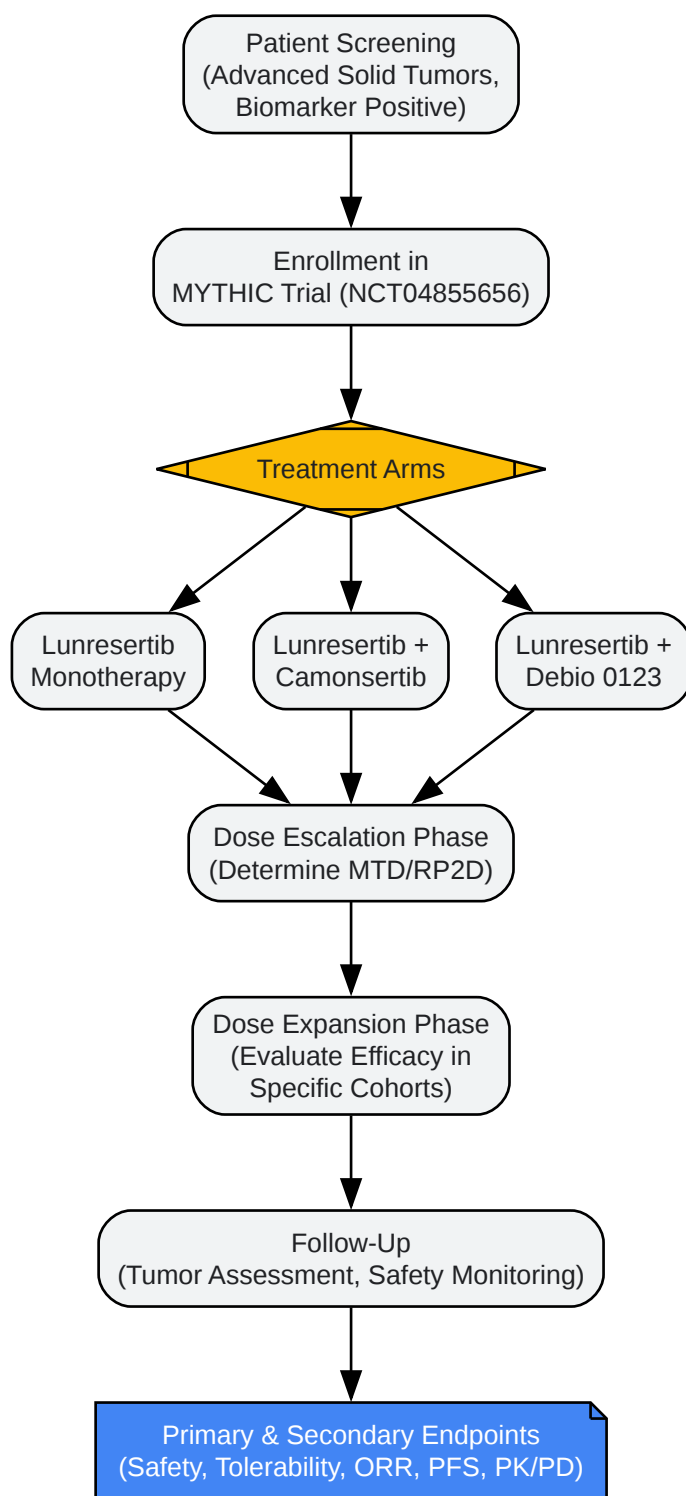 Patient Screening
(Advanced Solid Tumors,
Biomarker Positive)
Enrollment in
MYTHIC Trial (NCT04855656)
Treatment Arms
Lunresertib
Monotherapy
Lunresertib +
Camonsertib
Lunresertib +
Debio 0123
Dose Escalation Phase
(Determine MTD/RP2D)
Dose Expansion Phase
(Evaluate Efficacy in
Specific Cohorts)
Follow-Up
(Tumor Assessment, Safety Monitoring)
Primary & Secondary Endpoints
(Safety, Tolerability, ORR, PFS, PK/PD)